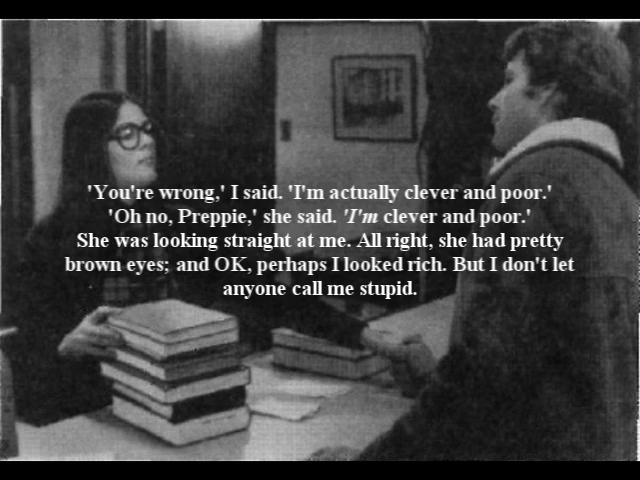 'You're wrong,' I said. 'I'm actually clever and poor.'
'Oh no, Preppie,' she said. 'I'm clever and poor.'
She was looking straight at me. All right, she had pretty
brown eyes; and OK, perhaps I looked rich. But I don't let
anyone call me stupid.